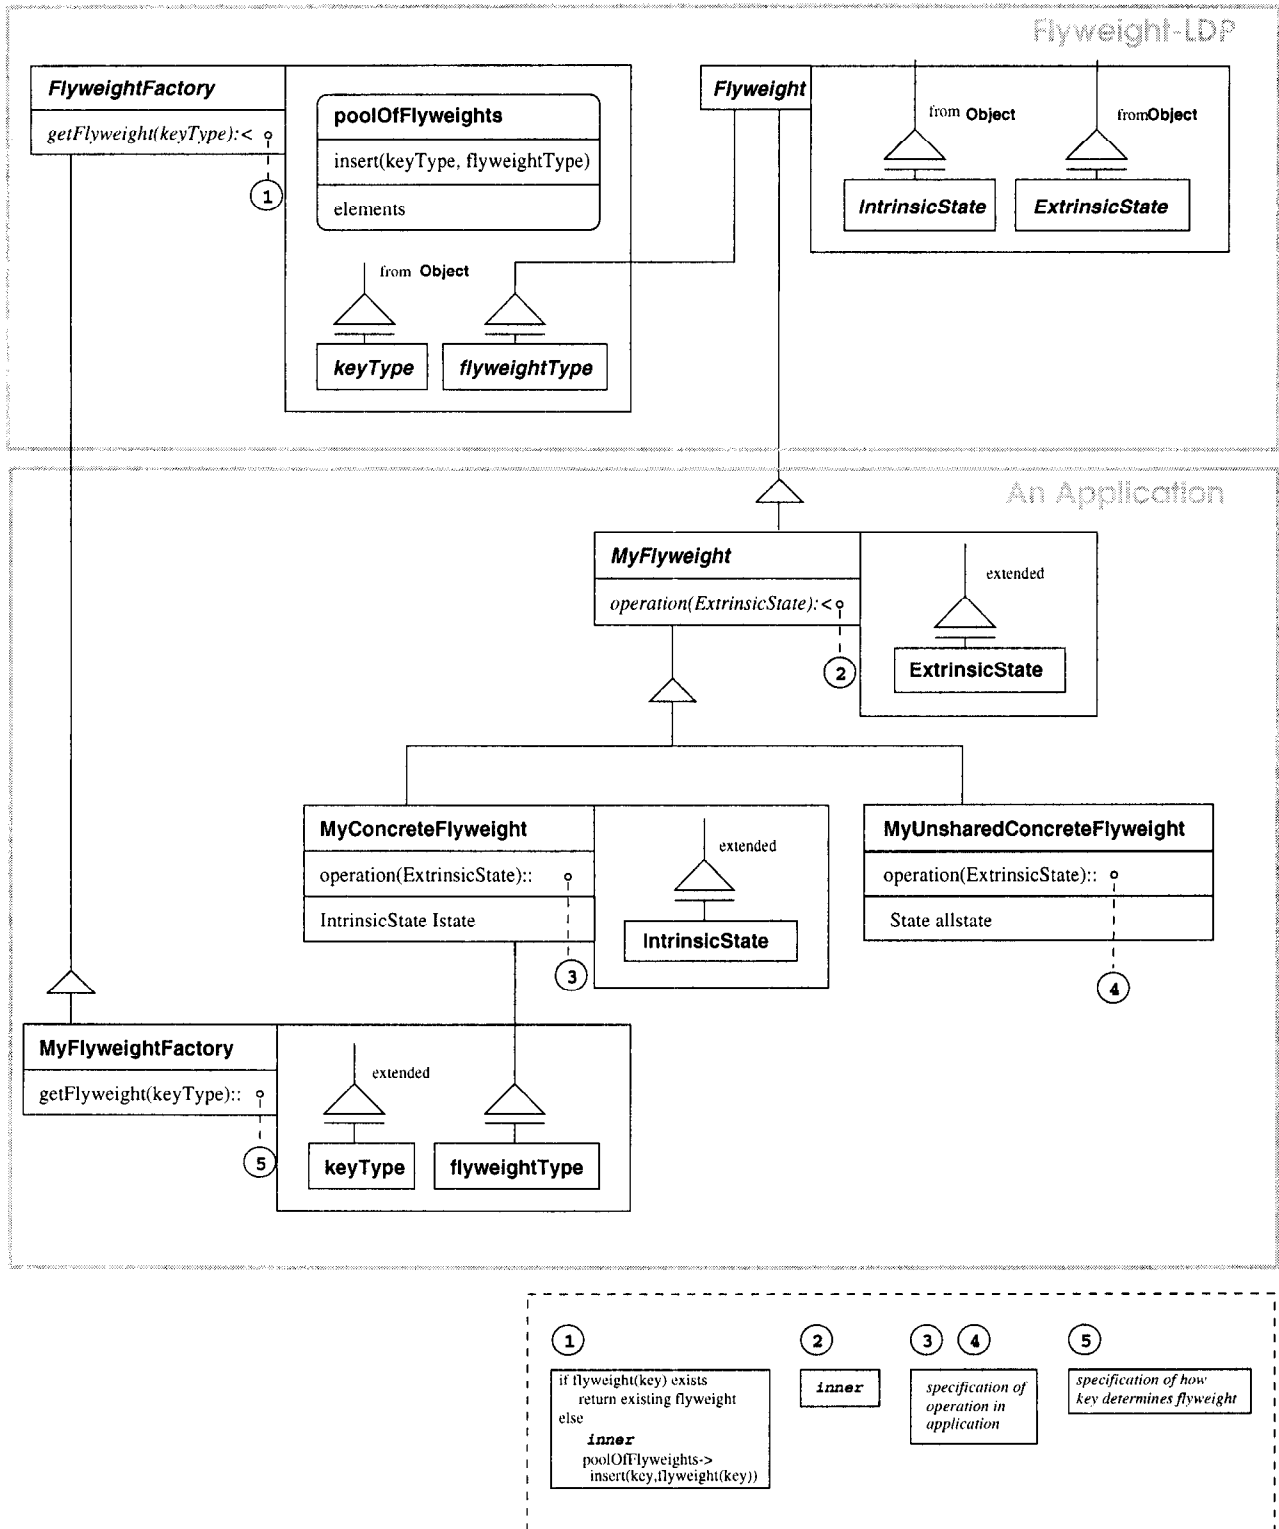 Flyweight-LDP
FlyweightFactory
getFlyweight(keyType):<
1
poolOfFlyweights
insert(keyType, flyweightType)
elements
from Object
keyType
flyweightType
Flyweight
from Object
fromObject
IntrinsicState
ExtrinsicState
An Application
MyFlyweight
operation(ExtrinsicState):<
2
extended
ExtrinsicState
MyConcreteFlyweight
operation(ExtrinsicState)::
IntrinsicState Istate
3
extended
IntrinsicState
MyUnsharedConcreteFlyweight
operation(ExtrinsicState)::
State allstate
4
MyFlyweightFactory
getFlyweight(keyType)::
5
extended
keyType
flyweightType
1
if flyweight(key) exists
return existing flyweight
else
inner
poolOfFlyweights->
insert(key,flyweight(key))
2
inner
3 4
specification of
operation in
application
5
specification of how
key determines flyweight